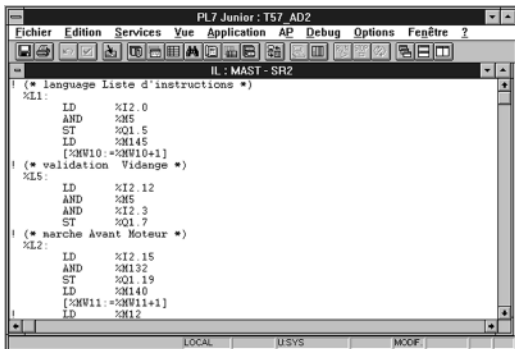 PL7 Junior : T57_AD2
Fichier Edition Services Vue Application AP Debug Options Fenêtre ?
IL : MAST - SR2
! (* language Liste d'instructions *)
%L1:
LD %I2.0
AND %M5
ST %Q1.5
LD %M145
[%MW10:=%MW10+1]
! (* validation Vidange *)
%L5:
LD %I2.12
AND %M5
AND %I2.3
ST %Q1.7
! (* marche Avant Moteur *)
%L2:
LD %I2.15
AND %M132
ST %Q1.19
LD %M140
[%MW11:=%MW11+1]
! LD %M12
LOCAL U:SYS MODIF.